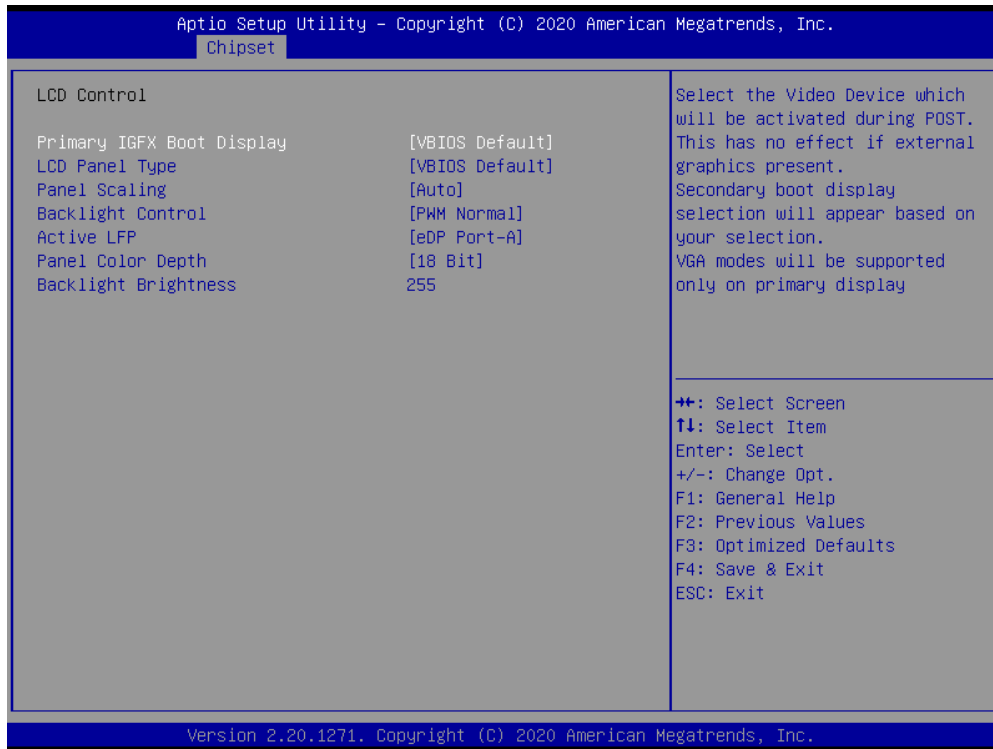 Aptio Setup Utility – Copyright (C) 2020 American Megatrends, Inc.
Chipset
LCD Control
Primary IGFX Boot Display [VBIOS Default]
LCD Panel Type [VBIOS Default]
Panel Scaling [Auto]
Backlight Control [PWM Normal]
Active LFP [eDP Port-A]
Panel Color Depth [18 Bit]
Backlight Brightness 255
Select the Video Device which
will be activated during POST.
This has no effect if external
graphics present.
Secondary boot display
selection will appear based on
your selection.
VGA modes will be supported
only on primary display
→←: Select Screen
↑↓: Select Item
Enter: Select
+/-: Change Opt.
F1: General Help
F2: Previous Values
F3: Optimized Defaults
F4: Save & Exit
ESC: Exit
Version 2.20.1271. Copyright (C) 2020 American Megatrends, Inc.